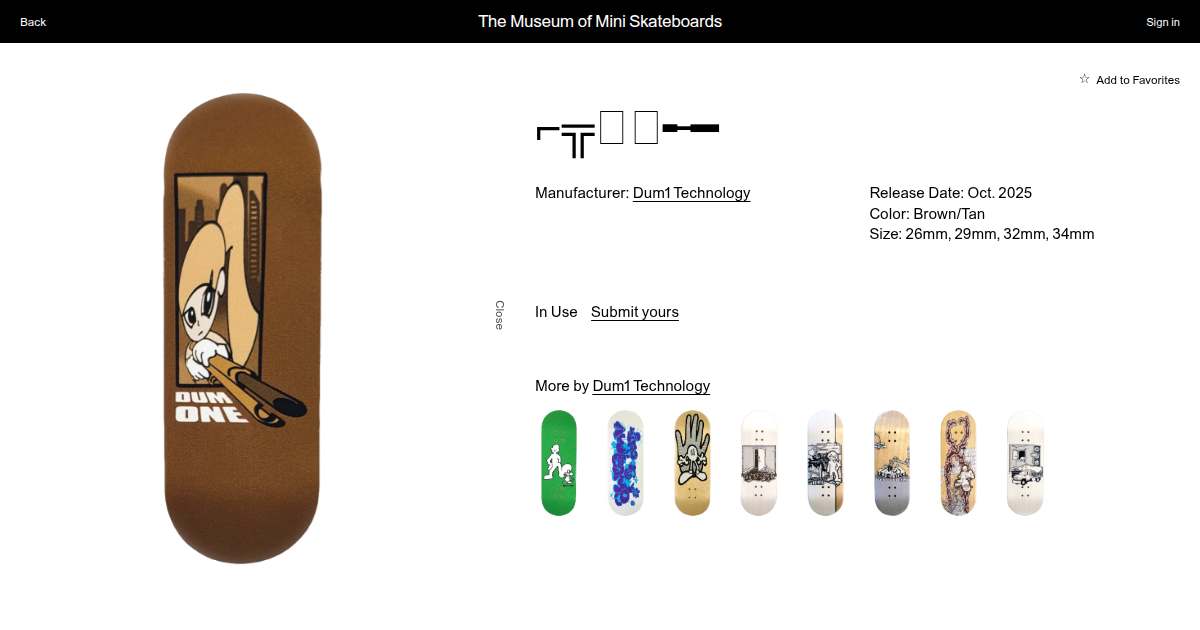 Back
The Museum of Mini Skateboards
Sign in
☆ Add to Favorites
Manufacturer: Dum1 Technology
Release Date: Oct. 2025
Color: Brown/Tan
Size: 26mm, 29mm, 32mm, 34mm
DUM
ONE
Close
In Use Submit yours
More by Dum1 Technology